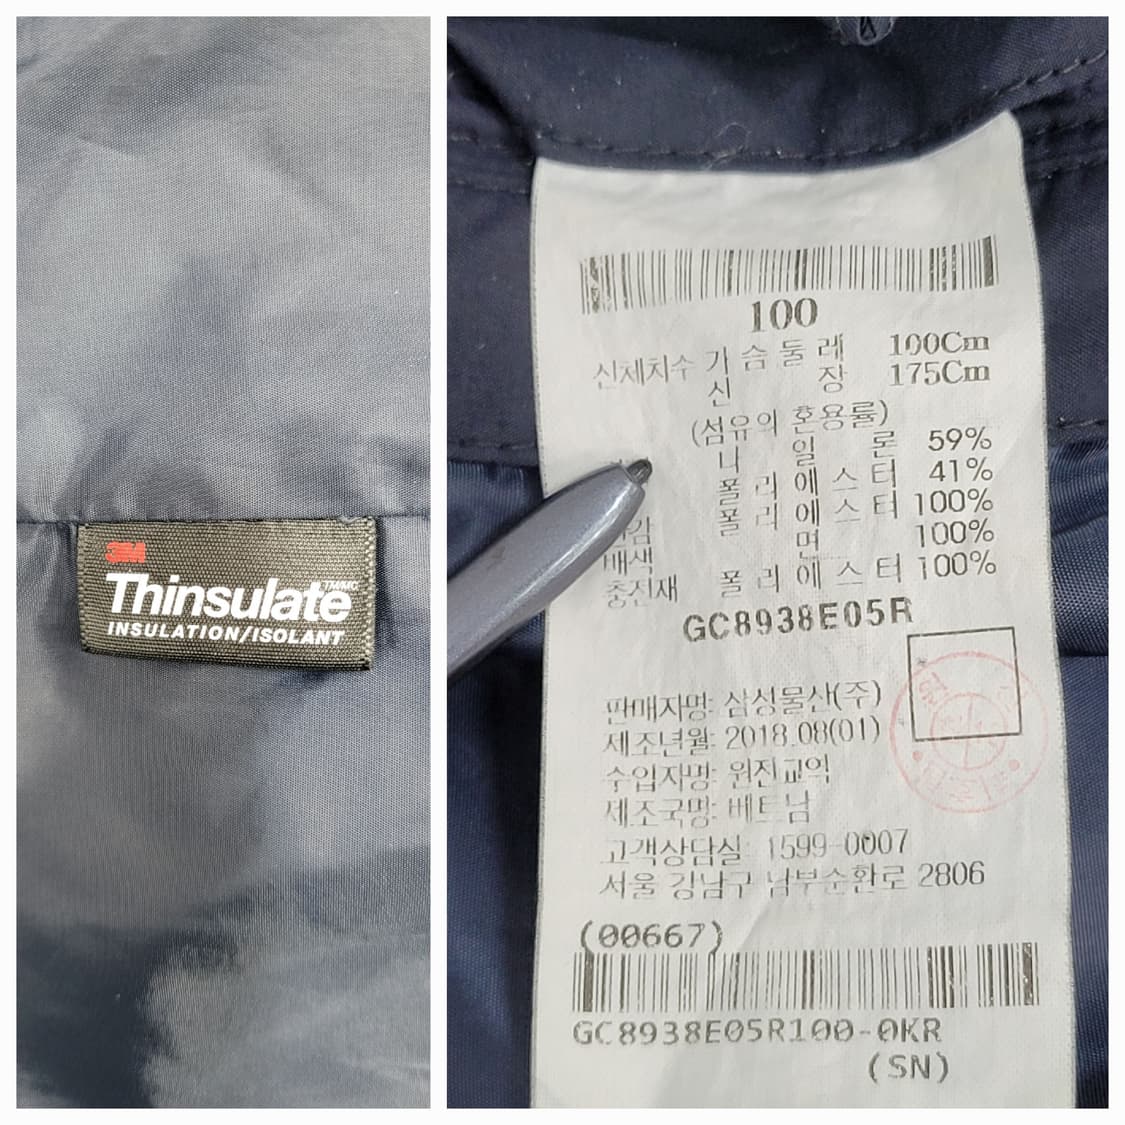 3M
Thinsulate TM/MC
INSULATION/ISOLANT
100
신체치수 가 슴 둘 레 100Cm
신 장 175Cm
(섬유의 혼용률)
나 일 론 59%
폴 리 에 스 터 41%
폴 리 에 스 터 100%
면 100%
배색
충전재 폴 리 에 스 터 100%
GC8938E05R
판매자명: 삼성물산(주)
제조년월: 2018.08(01)
수입자명: 원진교역
제조국명: 베트남
고객상담실: 1599-0007
서울 강남구 남부순환로 2806
(00667)
GC8938E05R100-0KR
(SN)